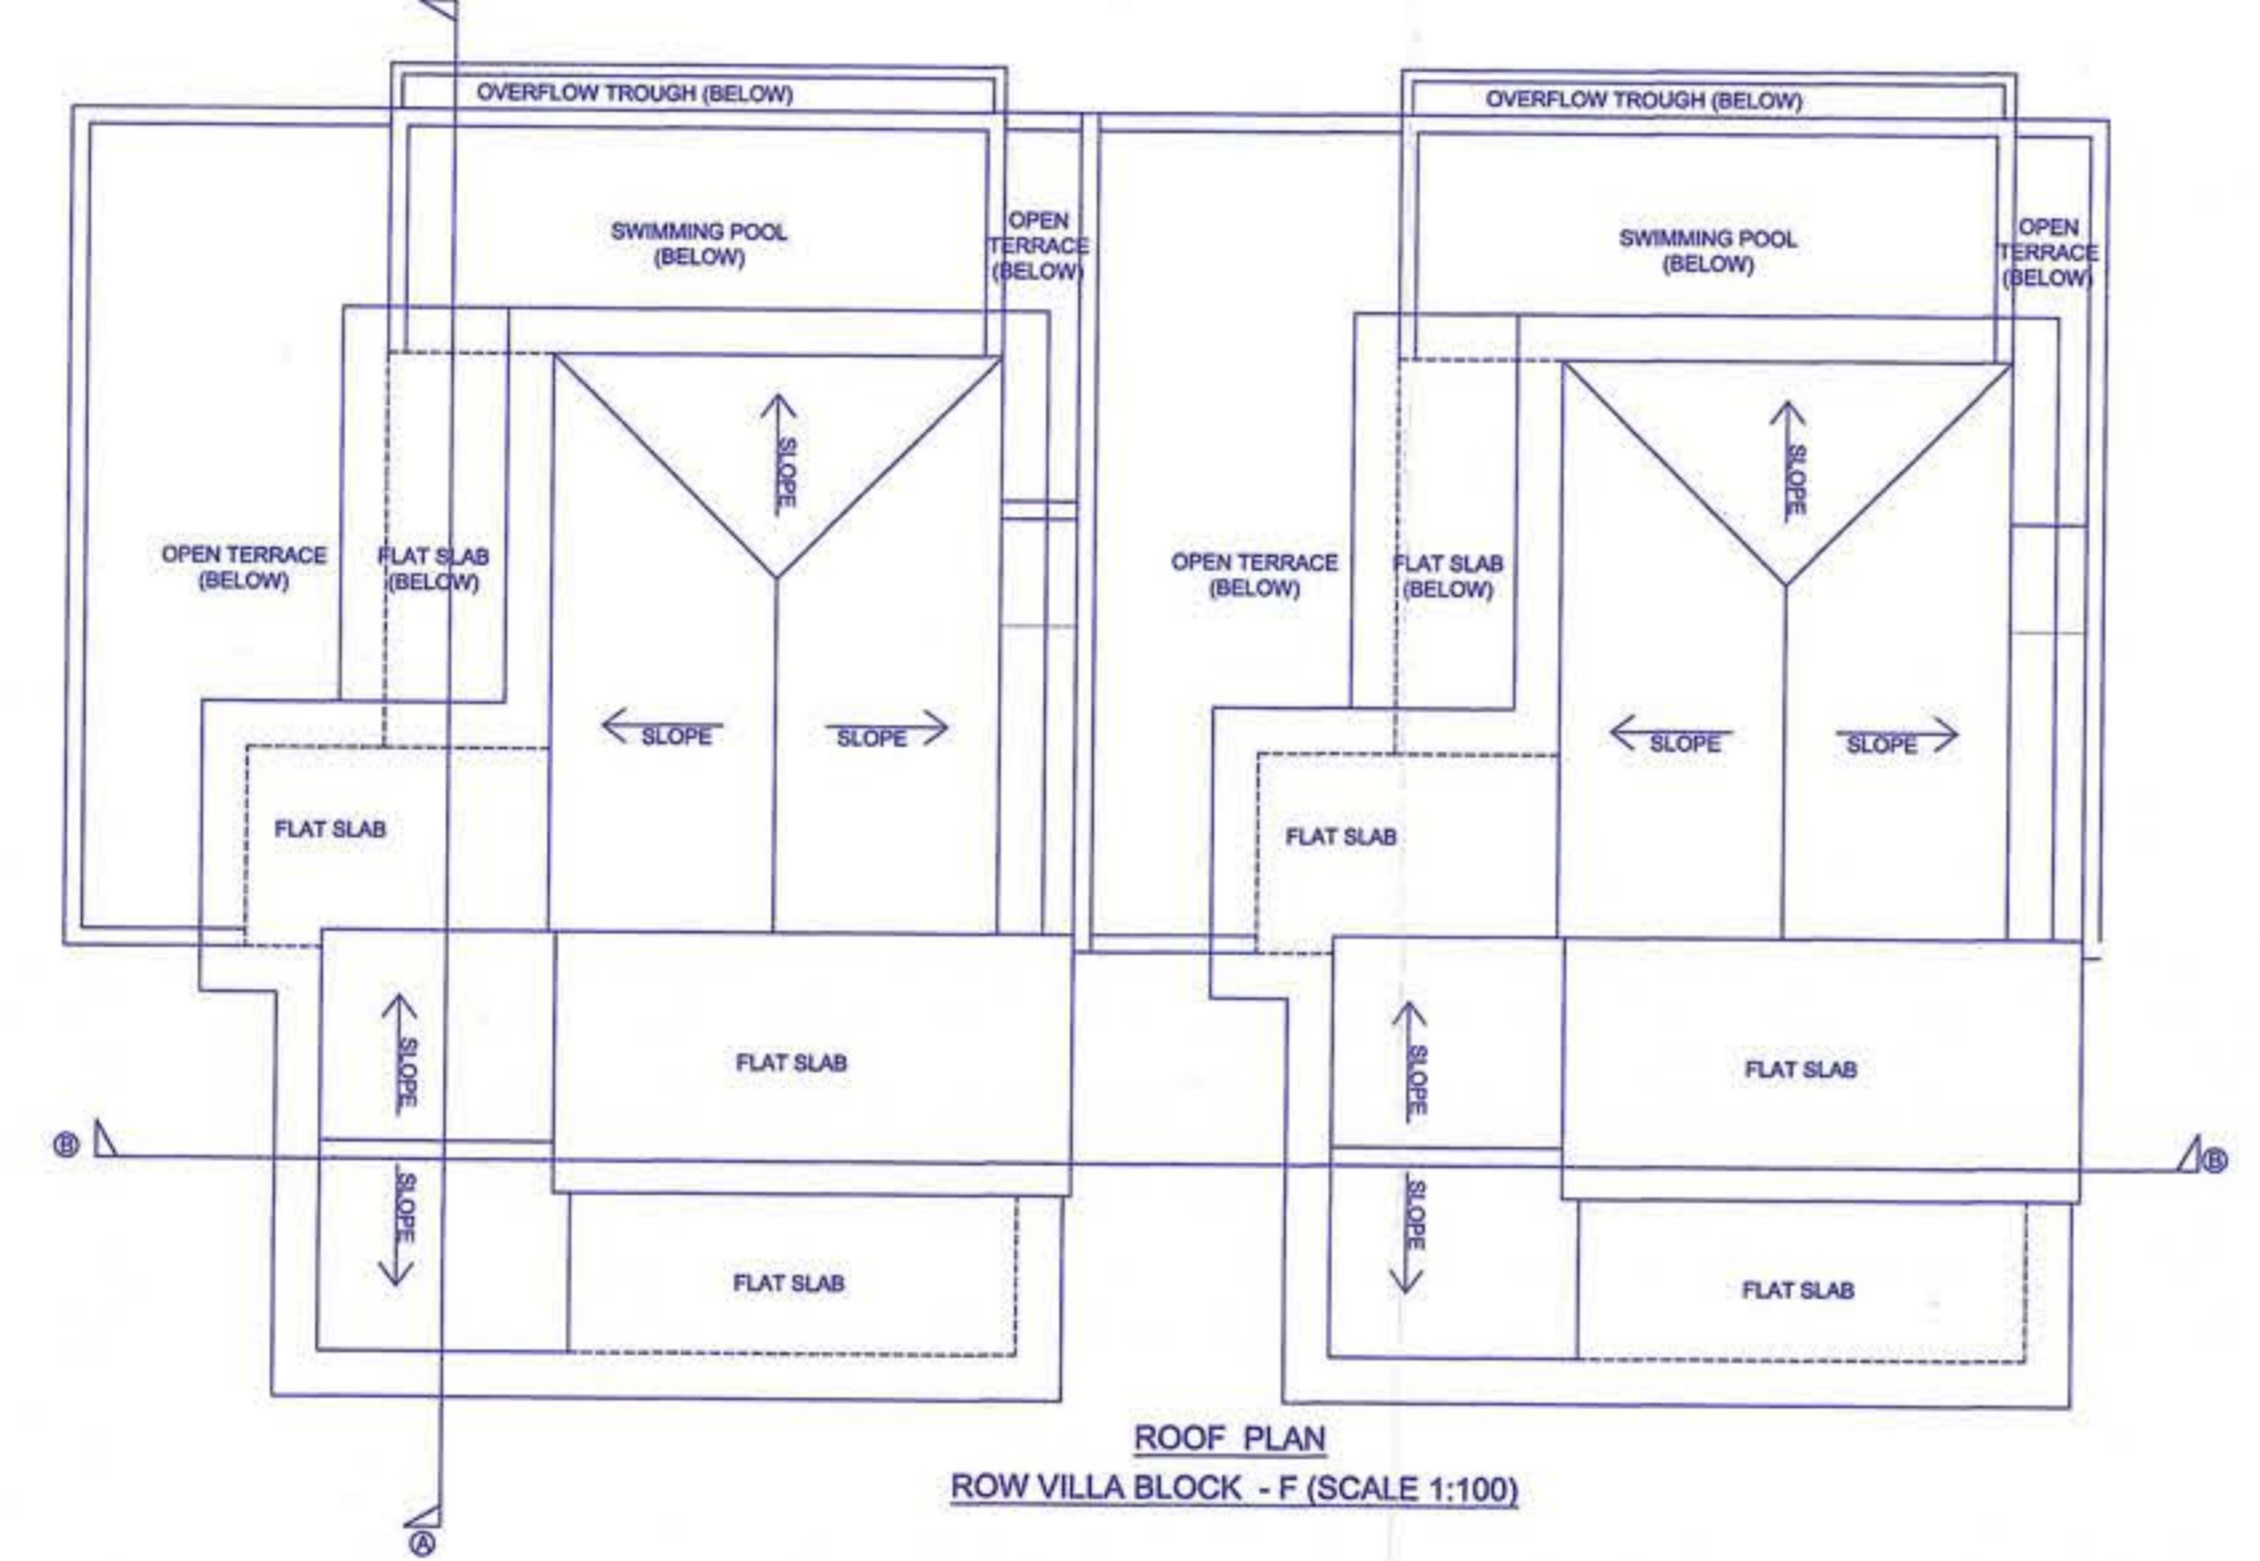 OVERFLOW TROUGH (BELOW)
OVERFLOW TROUGH (BELOW)
SWIMMING POOL
(BELOW)
OPEN
TERRACE
(BELOW)
SWIMMING POOL
(BELOW)
OPEN
TERRACE
(BELOW)
SLOPE
SLOPE
OPEN TERRACE
(BELOW)
FLAT SLAB
(BELOW)
OPEN TERRACE
(BELOW)
FLAT SLAB
(BELOW)
SLOPE
SLOPE
SLOPE
SLOPE
FLAT SLAB
FLAT SLAB
SLOPE
FLAT SLAB
SLOPE
FLAT SLAB
B
B
SLOPE
FLAT SLAB
SLOPE
FLAT SLAB
ROOF PLAN
ROW VILLA BLOCK - F (SCALE 1:100)
A